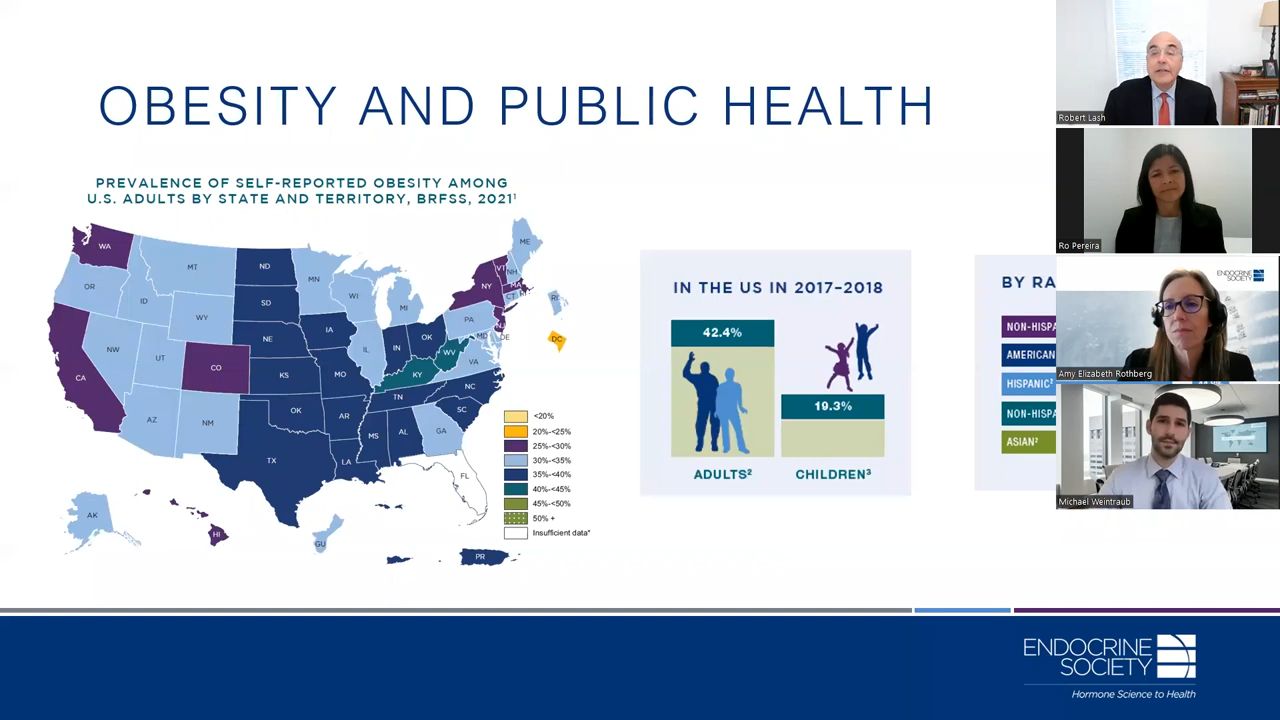 OBESITY AND PUBLIC HEALTH
PREVALENCE OF SELF-REPORTED OBESITY AMONG
U.S. ADULTS BY STATE AND TERRITORY, BRFSS, 2021¹
WA
MT
ND
MN
ME
VT
NH
OR
ID
WY
SD
WI
MI
NY
MA
CT
RI
NW
UT
CO
NE
IA
IL
IN
OK
PA
NJ
MD
DE
DC
CA
KS
MO
KY
WV
VA
AZ
NM
OK
AR
TN
NC
SC
TX
LA
MS
AL
GA
FL
AK
HI
GU
PR
<20%
20%-<25%
25%<30%
30%-<35%
35%-<40%
40%-<45%
45%-<50%
50% +
Insufficient data*
IN THE US IN 2017–2018
42.4%
19.3%
ADULTS²
CHILDREN³
BY RA
NON-HISPA
AMERICAN
HISPANIC²
NON-HISPA
ASIAN²
Robert Lash
Ro Pereira
ENDOCRINE
SOCIETY
Amy Elizabeth Rothberg
Michael Weintraub
ENDOCRINE
SOCIETY
Hormone Science to Health